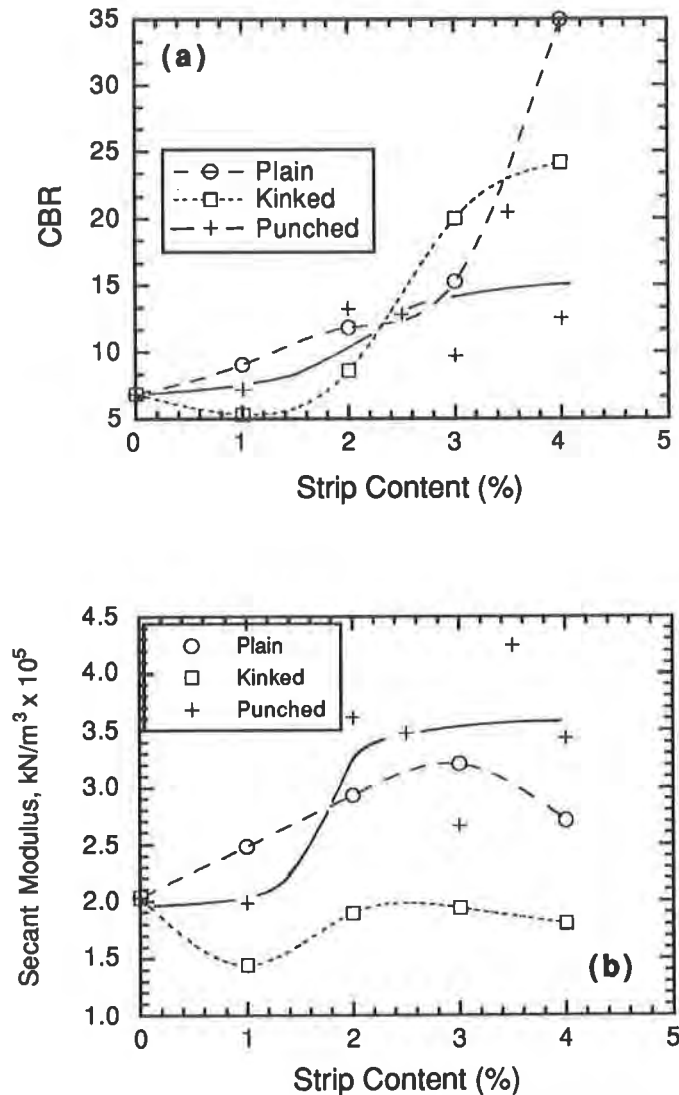 35
30
25
20
15
10
5
CBR
(a)
Plain
Kinked
Punched
0 1 2 3 4 5
Strip Content (%)
4.5
4.0
3.5
3.0
2.5
2.0
1.5
1.0
Secant Modulus, kN/m³ x 10⁵
Plain
Kinked
Punched
(b)
0 1 2 3 4 5
Strip Content (%)